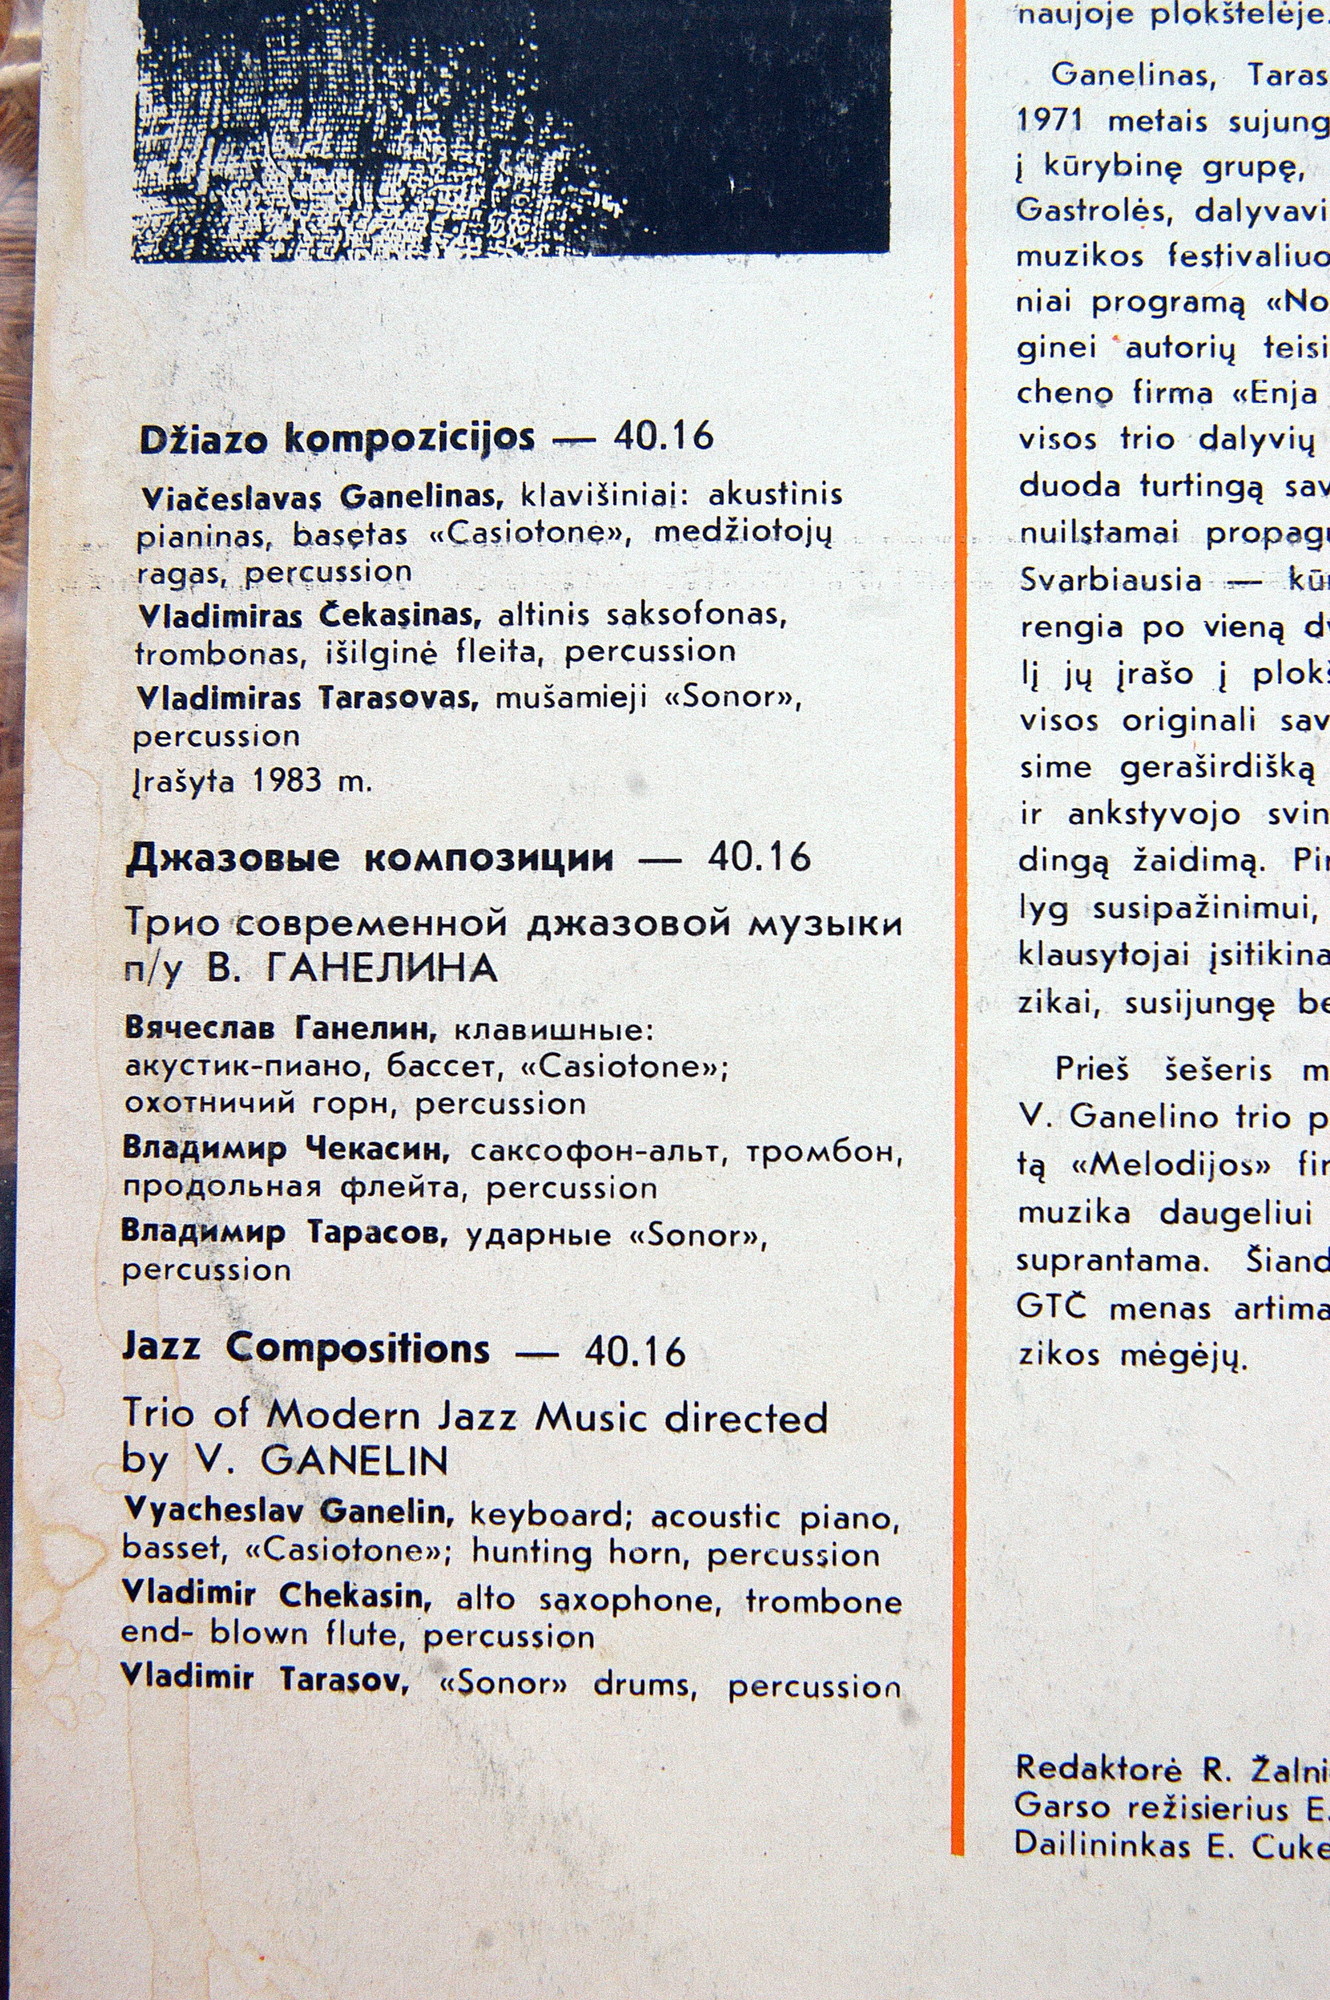 Džiazo kompozicijos — 40.16
Viačeslavas Ganelinas, klavišiniai: akustinis
pianinas, basetas «Casiotone», medžiotojų
ragas, percussion
Vladimiras Čekasinas, altinis saksofonas,
trombonas, išilginė fleita, percussion
Vladimiras Tarasovas, mušamieji «Sonor»,
percussion
Įrašyta 1983 m.
Джазовые композиции — 40.16
Трио современной джазовой музыки
п/у В. ГАНЕЛИНА
Вячеслав Ганелин, клавишные:
акустик-пиано, бассет, «Casiotone»;
охотничий горн, percussion
Владимир Чекасин, саксофон-альт, тромбон,
продольная флейта, percussion
Владимир Тарасов, ударные «Sonor»,
percussion
Jazz Compositions — 40.16
Trio of Modern Jazz Music directed
by V. GANELIN
Vyacheslav Ganelin, keyboard; acoustic piano,
basset, «Casiotone»; hunting horn, percussion
Vladimir Chekasin, alto saxophone, trombone
end- blown flute, percussion
Vladimir Tarasov, «Sonor» drums, percussion
naujoje plokštelėje.
Ganelinas, Taras
1971 metais sujung
į kūrybinę grupę,
Gastrolės, dalyvavi
muzikos festivaliuo
niai programą «No
ginei autorių teisi
cheno firma «Enja
visos trio dalyvių
duoda turtingą sav
nuilstamai propagu
Svarbiausia — kūr
rengia po vieną dv
lį jų įrašo į plokš
visos originali sav
sime geraširdišką
ir ankstyvojo svin
dingą žaidimą. Pir
lyg susipažinimui,
klausytojai įsitikina
zikai, susijungę be
Prieš šešeris m
V. Ganelino trio p
tą «Melodijos» fir
muzika daugeliui
suprantama. Šiand
GTČ menas artima
zikos mėgėjų.
Redaktorė R. Žalni
Garso režisierius E.
Dailininkas E. Cuke